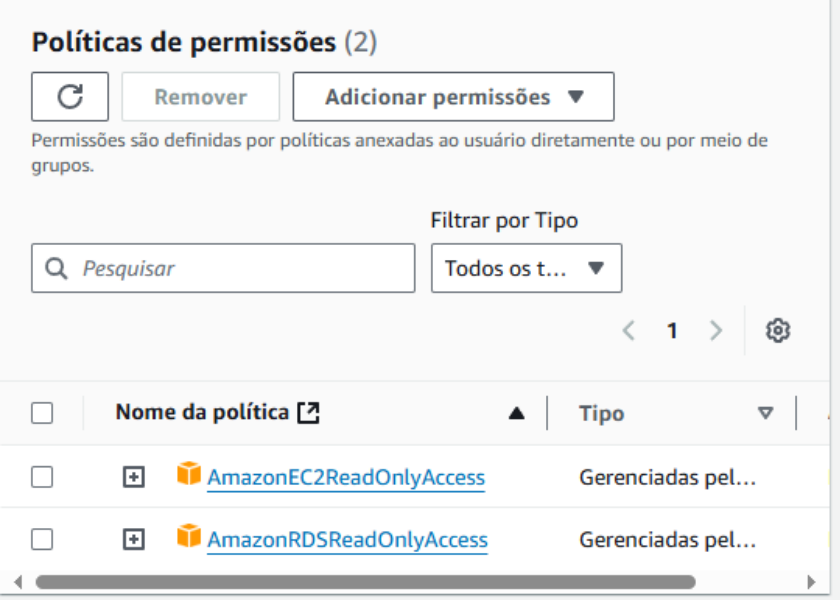 Políticas de permissões (2)
Remover
Adicionar permissões
Permissões são definidas por políticas anexadas ao usuário diretamente ou por meio de
grupos.
Filtrar por Tipo
Pesquisar
Todos os t...
1
Nome da política
Tipo
AmazonEC2ReadOnlyAccess
Gerenciadas pel...
AmazonRDSReadOnlyAccess
Gerenciadas pel...